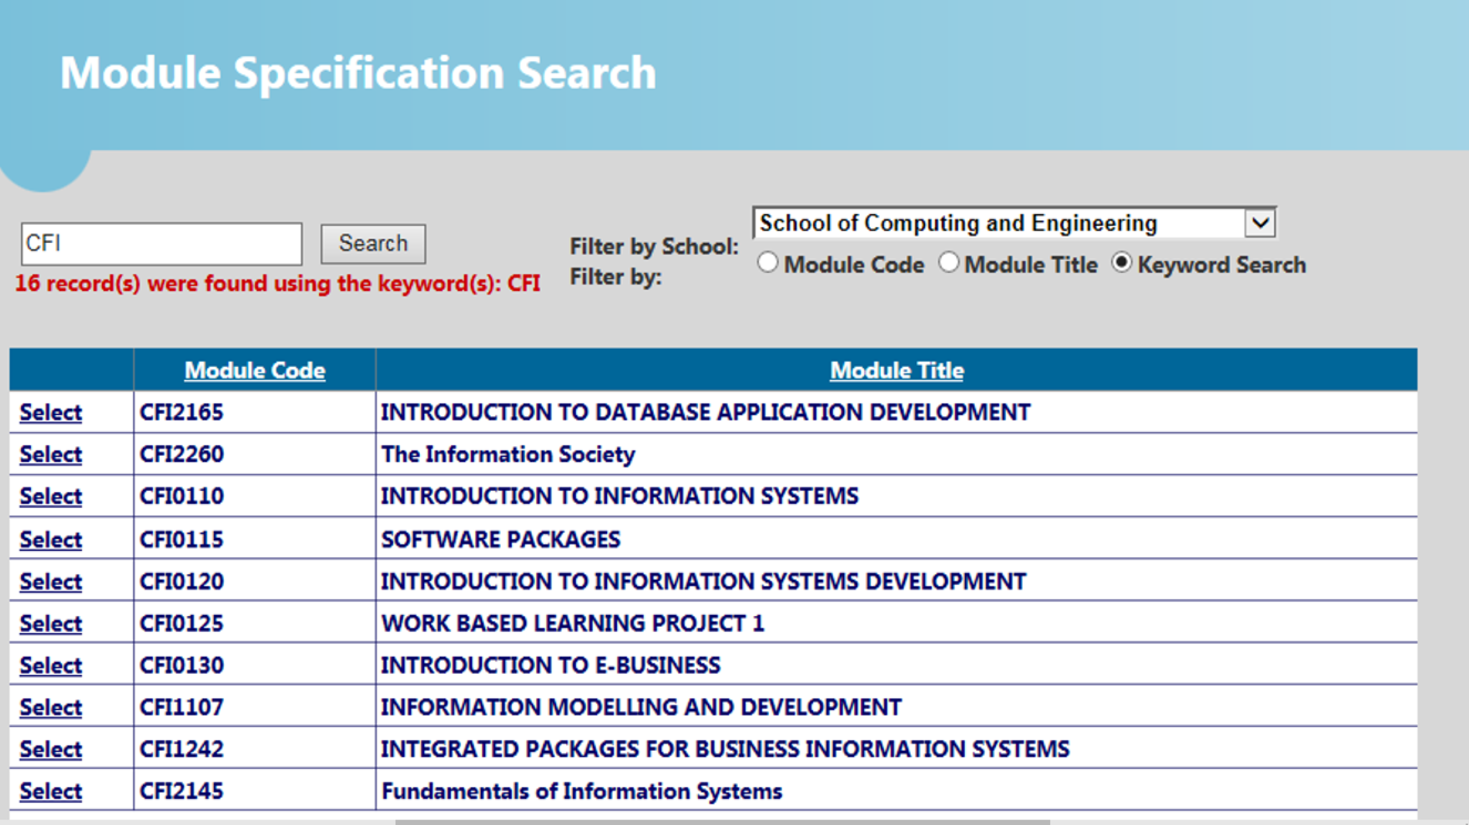 Module Specification Search
CFI
Search
16 record(s) were found using the keyword(s): CFI
Filter by School:
School of Computing and Engineering
Filter by:
Module Code Module Title Keyword Search
Module Code Module Title
Select CFI2165 INTRODUCTION TO DATABASE APPLICATION DEVELOPMENT
Select CFI2260 The Information Society
Select CFI0110 INTRODUCTION TO INFORMATION SYSTEMS
Select CFI0115 SOFTWARE PACKAGES
Select CFI0120 INTRODUCTION TO INFORMATION SYSTEMS DEVELOPMENT
Select CFI0125 WORK BASED LEARNING PROJECT 1
Select CFI0130 INTRODUCTION TO E-BUSINESS
Select CFI1107 INFORMATION MODELLING AND DEVELOPMENT
Select CFI1242 INTEGRATED PACKAGES FOR BUSINESS INFORMATION SYSTEMS
Select CFI2145 Fundamentals of Information Systems